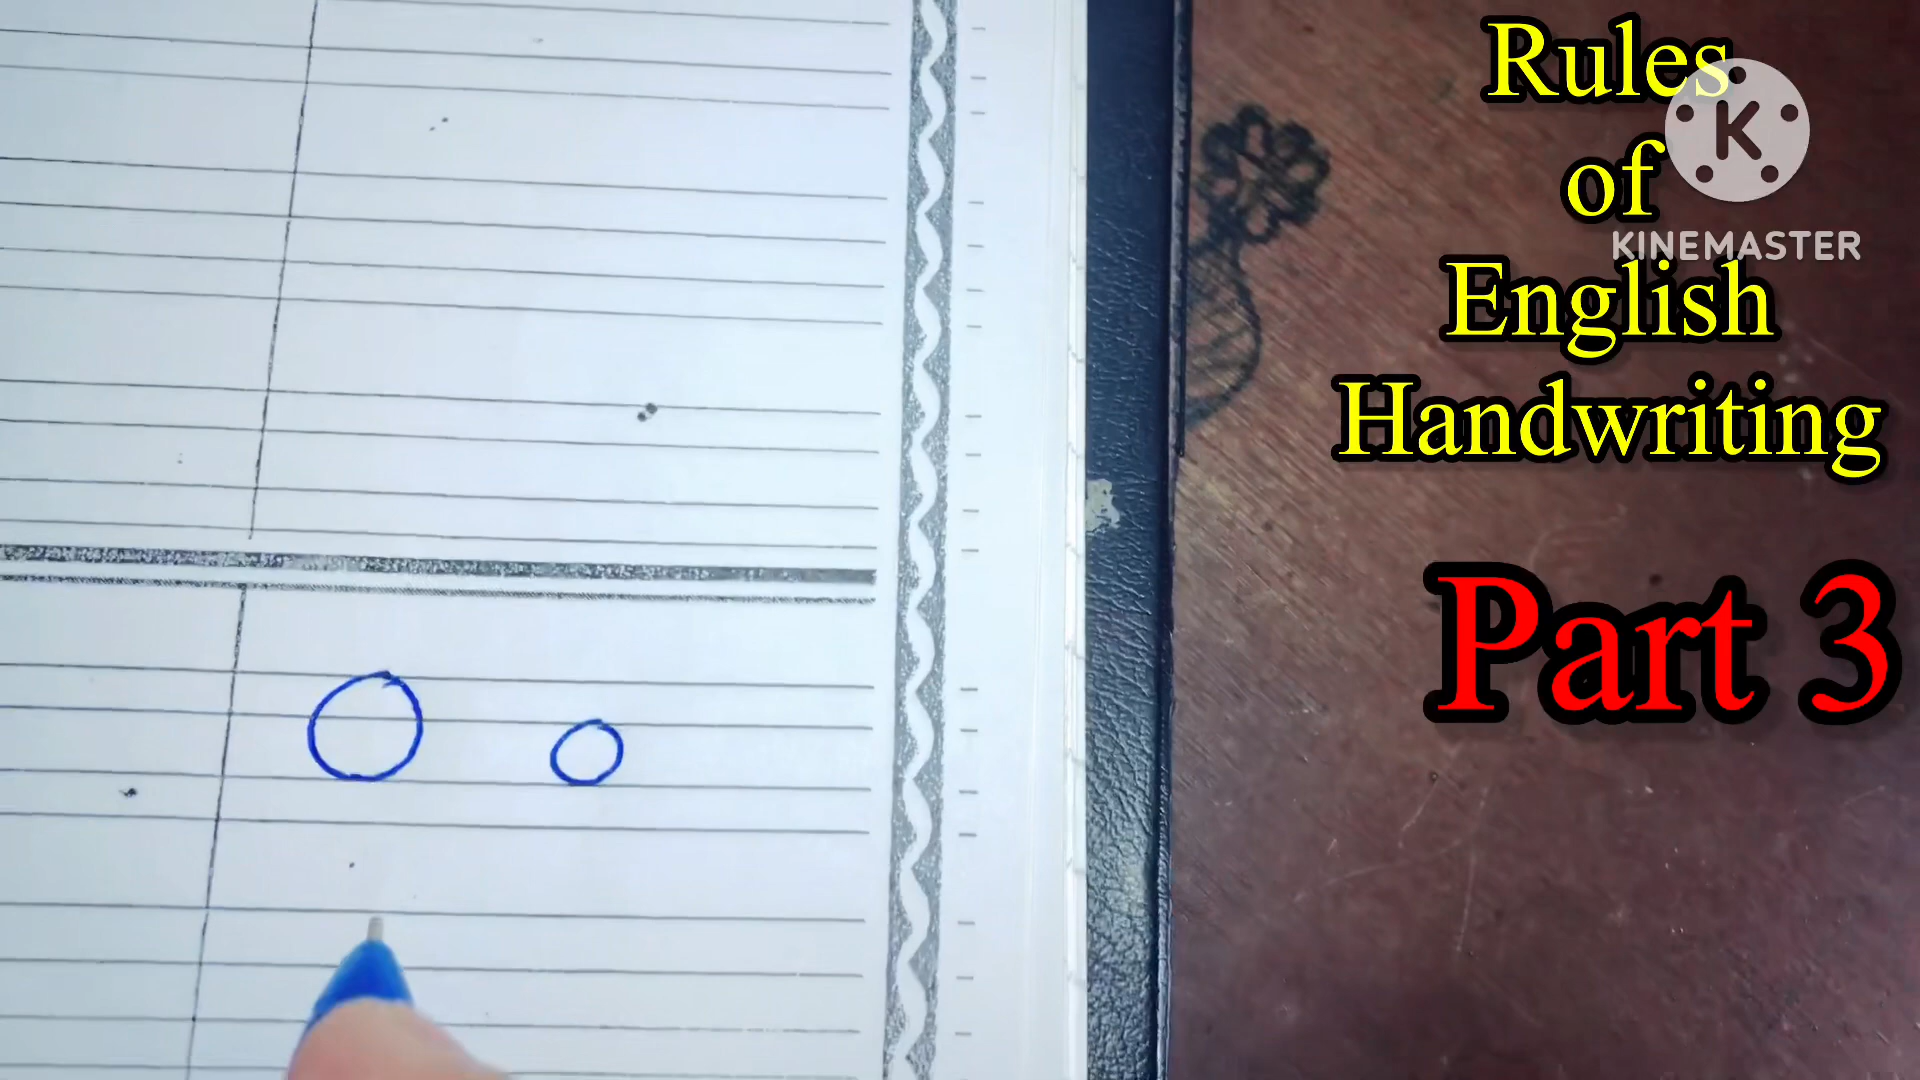 Rules
of
English
Handwriting
Part 3
K
KINEMASTER
O o